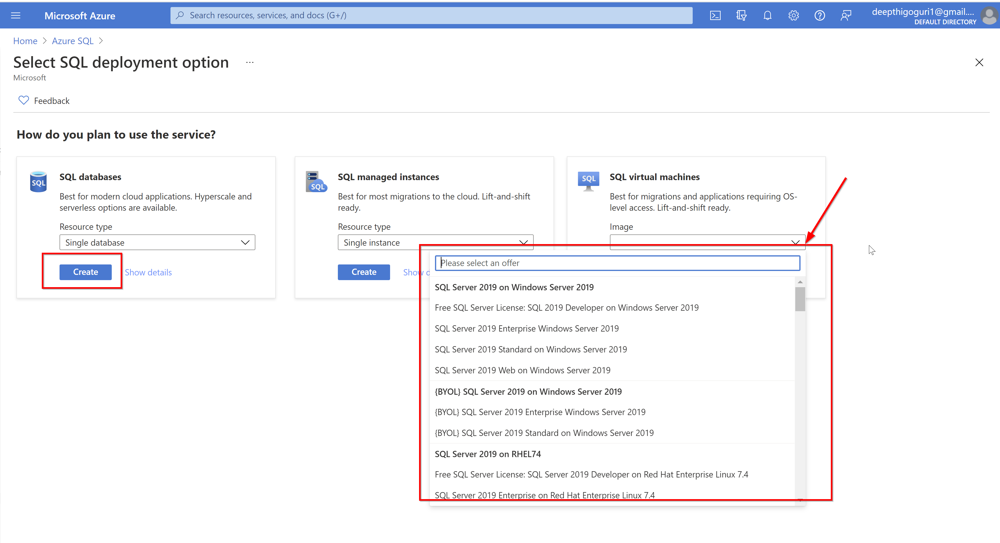 Microsoft Azure
Search resources, services, and docs (G+/)
deepthigoguri1@gmail....
DEFAULT DIRECTORY
Home > Azure SQL >
Select SQL deployment option ...
Microsoft
Feedback
How do you plan to use the service?
SQL
SQL databases
Best for modern cloud applications. Hyperscale and
serverless options are available.
Resource type
Single database
Create
Show details
SQL
SQL managed instances
Best for most migrations to the cloud. Lift-and-shift
ready.
Resource type
Single instance
Create
Show d
SQL
SQL virtual machines
Best for migrations and applications requiring OS-
level access. Lift-and-shift ready.
Image
Please select an offer
SQL Server 2019 on Windows Server 2019
Free SQL Server License: SQL 2019 Developer on Windows Server 2019
SQL Server 2019 Enterprise Windows Server 2019
SQL Server 2019 Standard on Windows Server 2019
SQL Server 2019 Web on Windows Server 2019
{BYOL} SQL Server 2019 on Windows Server 2019
{BYOL} SQL Server 2019 Enterprise Windows Server 2019
{BYOL} SQL Server 2019 Standard on Windows Server 2019
SQL Server 2019 on RHEL74
Free SQL Server License: SQL Server 2019 Developer on Red Hat Enterprise Linux 7.4
SQL Server 2019 Enterprise on Red Hat Enterprise Linux 7.4